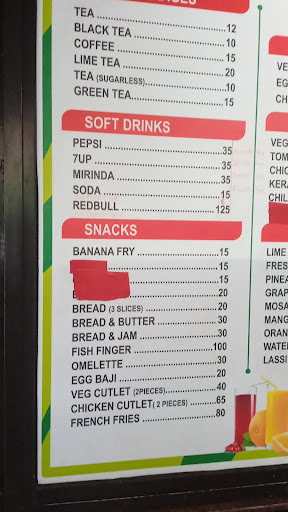 TEA 12
BLACK TEA 10
COFFEE 15
LIME TEA 20
TEA (SUGARLESS) 10
GREEN TEA 15
SOFT DRINKS
PEPSI 35
7UP 35
MIRINDA 35
SODA 15
REDBULL 125
SNACKS
BANANA FRY 15
15
15
20
BREAD (3 SLICES) 20
BREAD & BUTTER 30
BREAD & JAM 30
FISH FINGER 100
OMELETTE 30
EGG BAJI 20
VEG CUTLET (2PIECES) 40
CHICKEN CUTLET( 2 PIECES) 65
FRENCH FRIES 80
VEG
TOM
LIME
LASSI